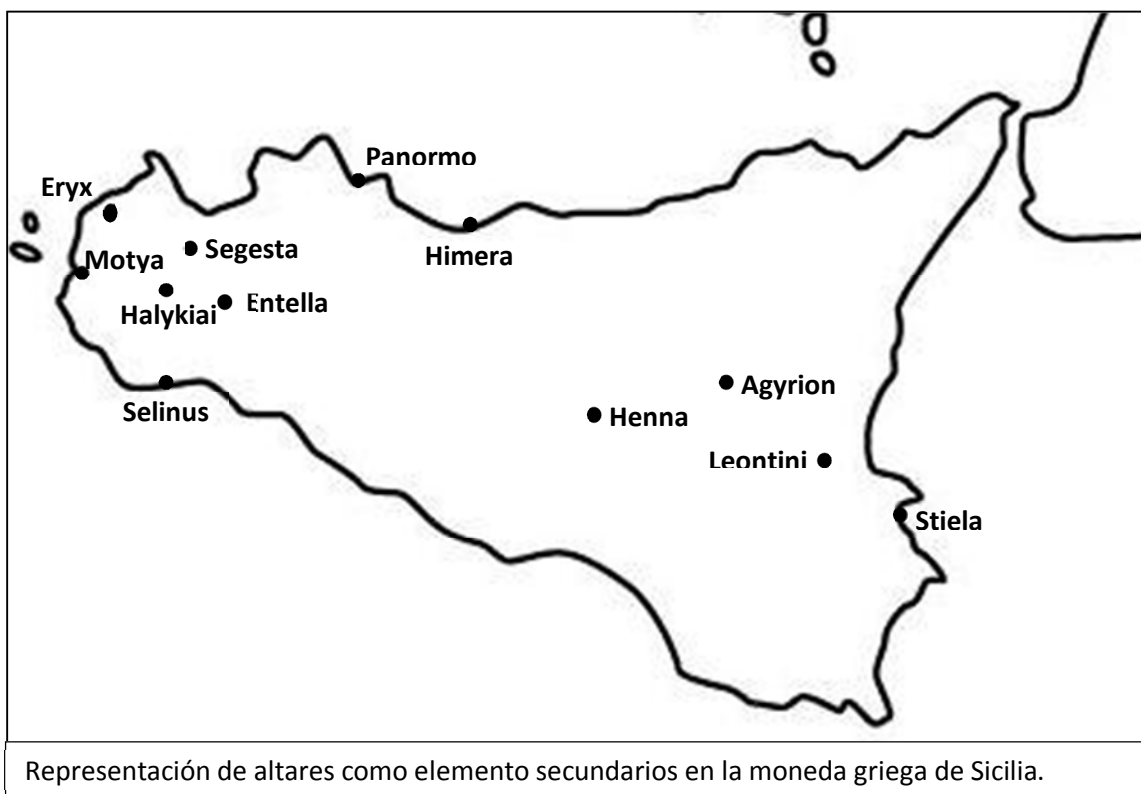 Panormo
Eryx
Segesta
Himera
Motya
Halykiai
Entella
Selinus
Agyrion
Henna
Leontini
Stiela
Representación de altares como elemento secundarios en la moneda griega de Sicilia.